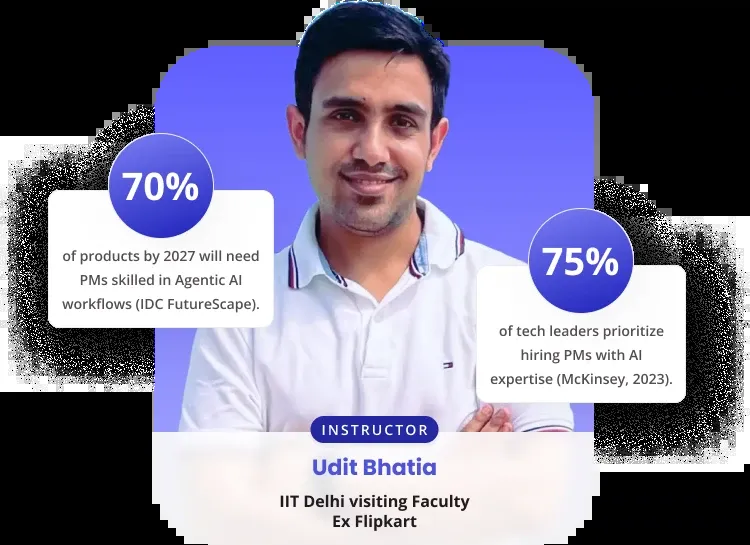 70%
of products by 2027 will need
PMs skilled in Agentic AI
workflows (IDC FutureScape).
75%
of tech leaders prioritize
hiring PMs with AI
expertise (McKinsey, 2023).
INSTRUCTOR
Udit Bhatia
IIT Delhi visiting Faculty
Ex Flipkart